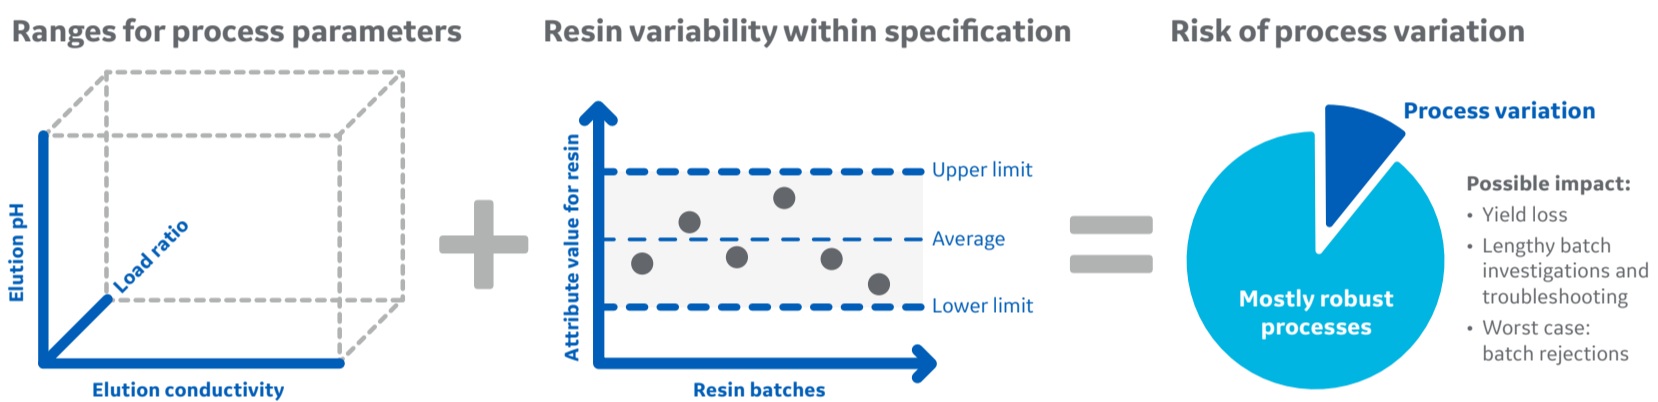 Ranges for process parameters
Elution pH
Load ratio
Elution conductivity
Resin variability within specification
Attribute value for resin
Upper limit
Average
Lower limit
Resin batches
Risk of process variation
Process variation
Mostly robust
processes
Possible impact:
• Yield loss
• Lengthy batch
investigations and
troubleshooting
• Worst case:
batch rejections